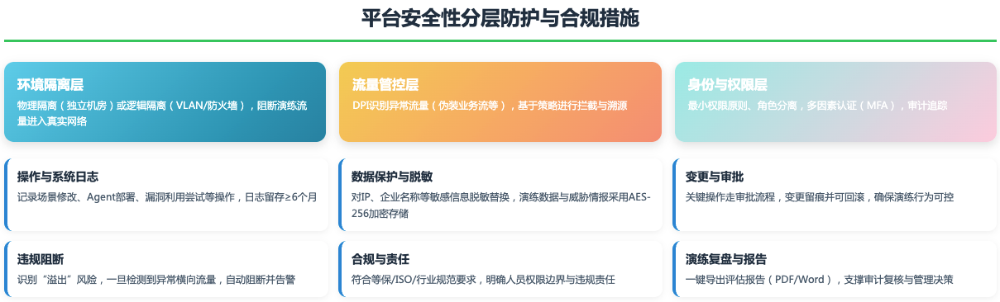 平台安全性分层防护与合规措施
环境隔离层
物理隔离（独立机房）或逻辑隔离（VLAN/防火墙），阻断演练流
量进入真实网络
流量管控层
DPI识别异常流量（伪装业务流等），基于策略进行拦截与溯源
身份与权限层
最小权限原则、角色分离，多因素认证（MFA），审计追踪
操作与系统日志
记录场景修改、Agent部署、漏洞利用尝试等操作，日志留存≥6个月
数据保护与脱敏
对IP、企业名称等敏感信息脱敏替换，演练数据与威胁情报采用AES-
256加密存储
变更与审批
关键操作走审批流程，变更留痕并可回滚，确保演练行为可控
违规阻断
识别“溢出”风险，一旦检测到异常横向流量，自动阻断并告警
合规与责任
符合等保/ISO/行业规范要求，明确人员权限边界与违规责任
演练复盘与报告
一键导出评估报告（PDF/Word），支撑审计复核与管理决策